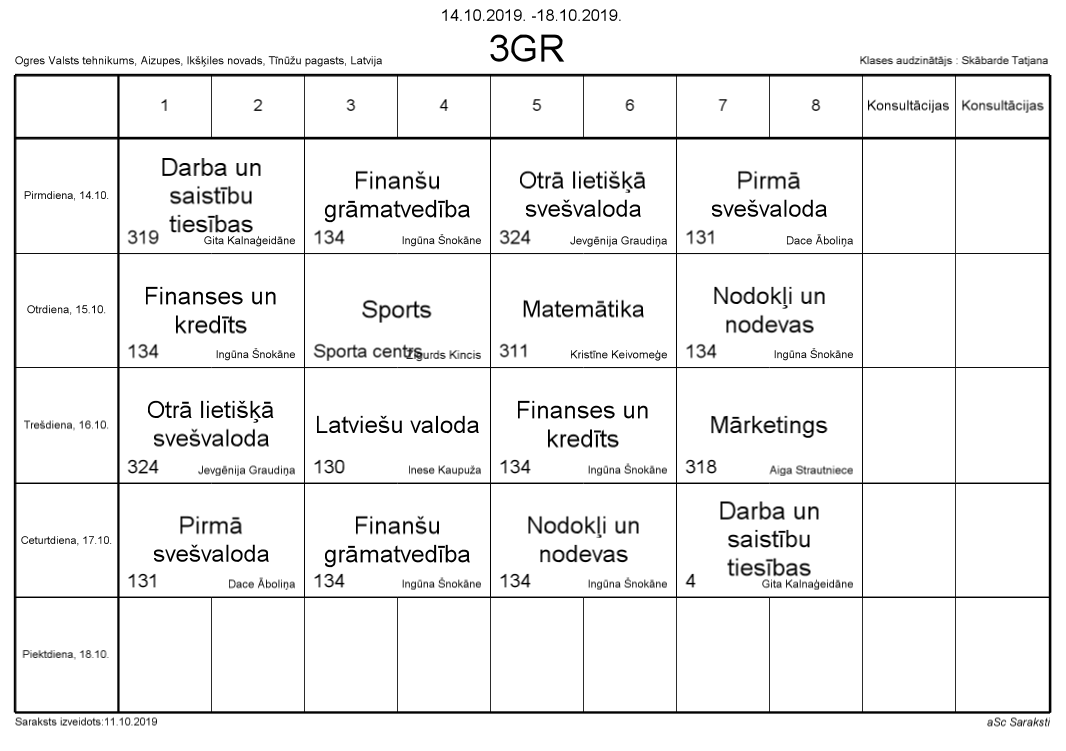 14.10.2019. -18.10.2019.
3GR
Ogres Valsts tehnikums, Aizupes, Ikšķiles novads, Tīnūžu pagasts, Latvija
Klases audzinātājs : Skābarde Tatjana
1 2 3 4 5 6 7 8 Konsultācijas Konsultācijas
Pirmdiena, 14.10.
Darba un
saistību
tiesības
319 Gita Kalnaģeidāne
Finanšu
grāmatvedība
134 Ingūna Šnokāne
Otrā lietišķā
svešvaloda
324 Jevgēnija Graudiņa
Pirmā
svešvaloda
131 Dace Āboliņa
Otrdiena, 15.10.
Finanses un
kredīts
134 Ingūna Šnokāne
Sports
Sporta centrs Zigurds Kincis
Matemātika
311 Kristīne Keivomeģe
Nodokļi un
nodevas
134 Ingūna Šnokāne
Trešdiena, 16.10.
Otrā lietišķā
svešvaloda
324 Jevgēnija Graudiņa
Latviešu valoda
130 Inese Kaupuža
Finanses un
kredīts
134 Ingūna Šnokāne
Mārketings
318 Aiga Strautniece
Ceturtdiena, 17.10.
Pirmā
svešvaloda
131 Dace Āboliņa
Finanšu
grāmatvedība
134 Ingūna Šnokāne
Nodokļi un
nodevas
134 Ingūna Šnokāne
Darba un
saistību
tiesības
4 Gita Kalnaģeidāne
Piektdiena, 18.10.
Saraksts izveidots:11.10.2019
aSc Saraksti